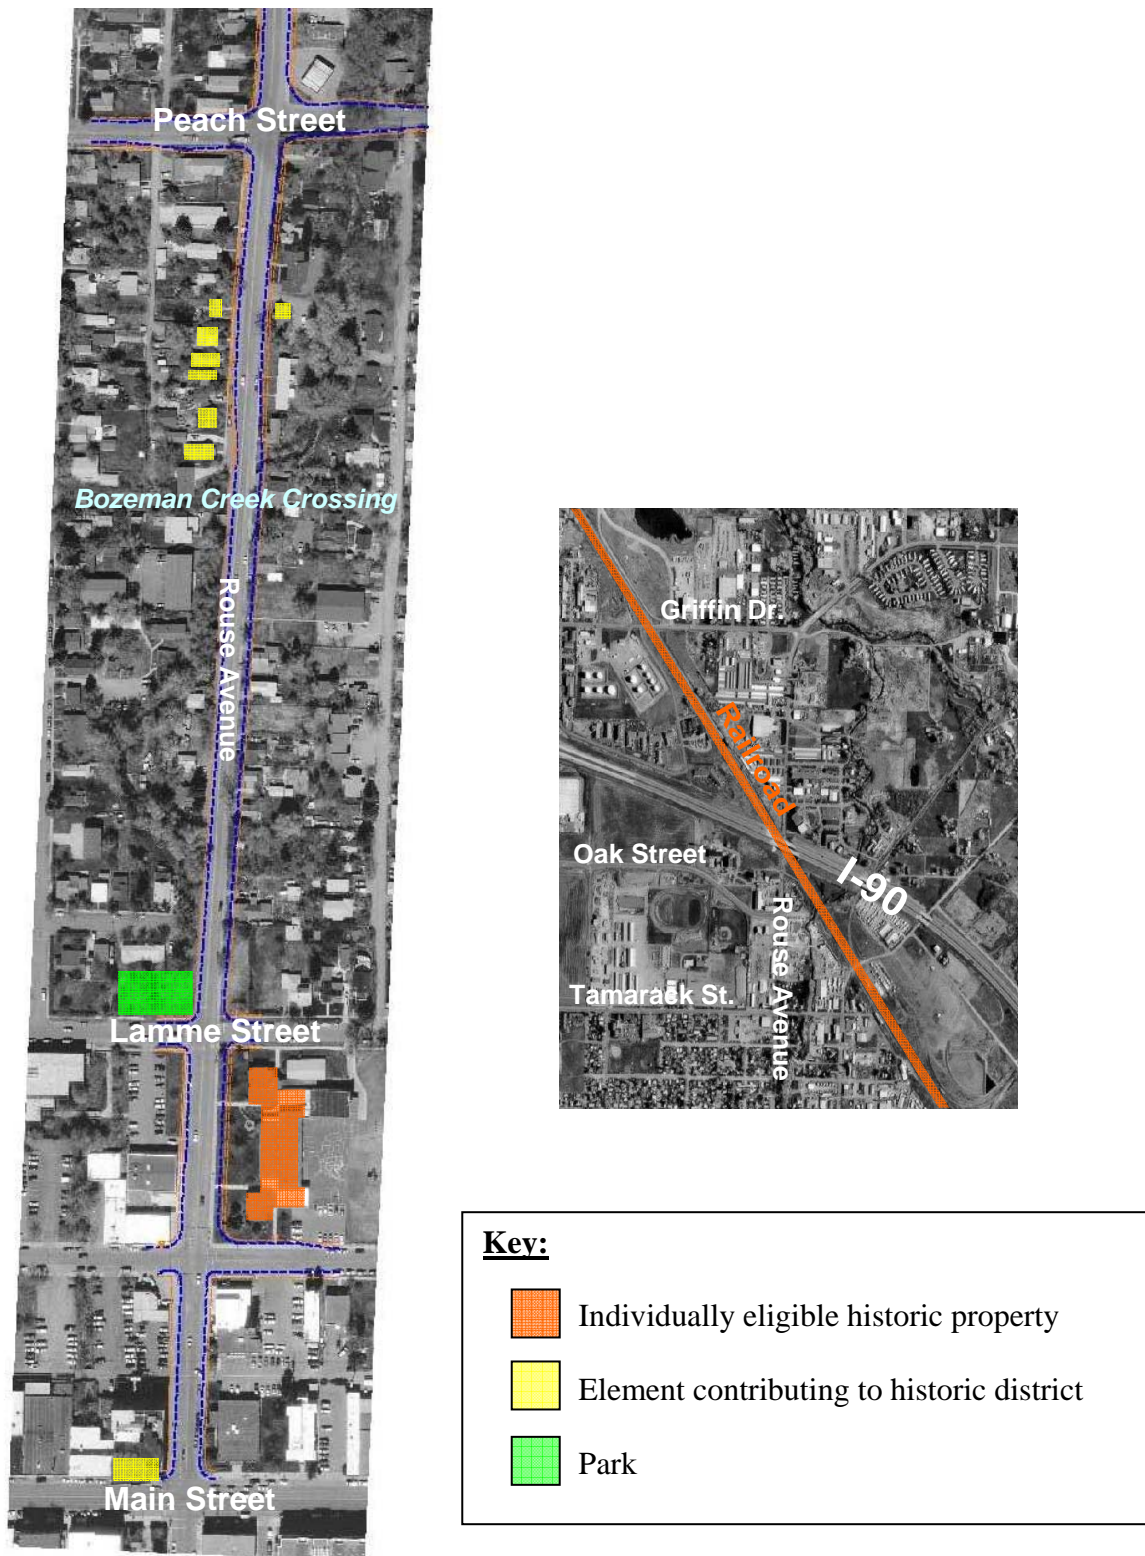 Peach Street
Bozeman Creek Crossing
Rouse Avenue
Lamme Street
Main Street
Griffin Dr.
Railroad
I-90
Oak Street
Rouse Avenue
Tamarack St.
Key:
Individually eligible historic property
Element contributing to historic district
Park